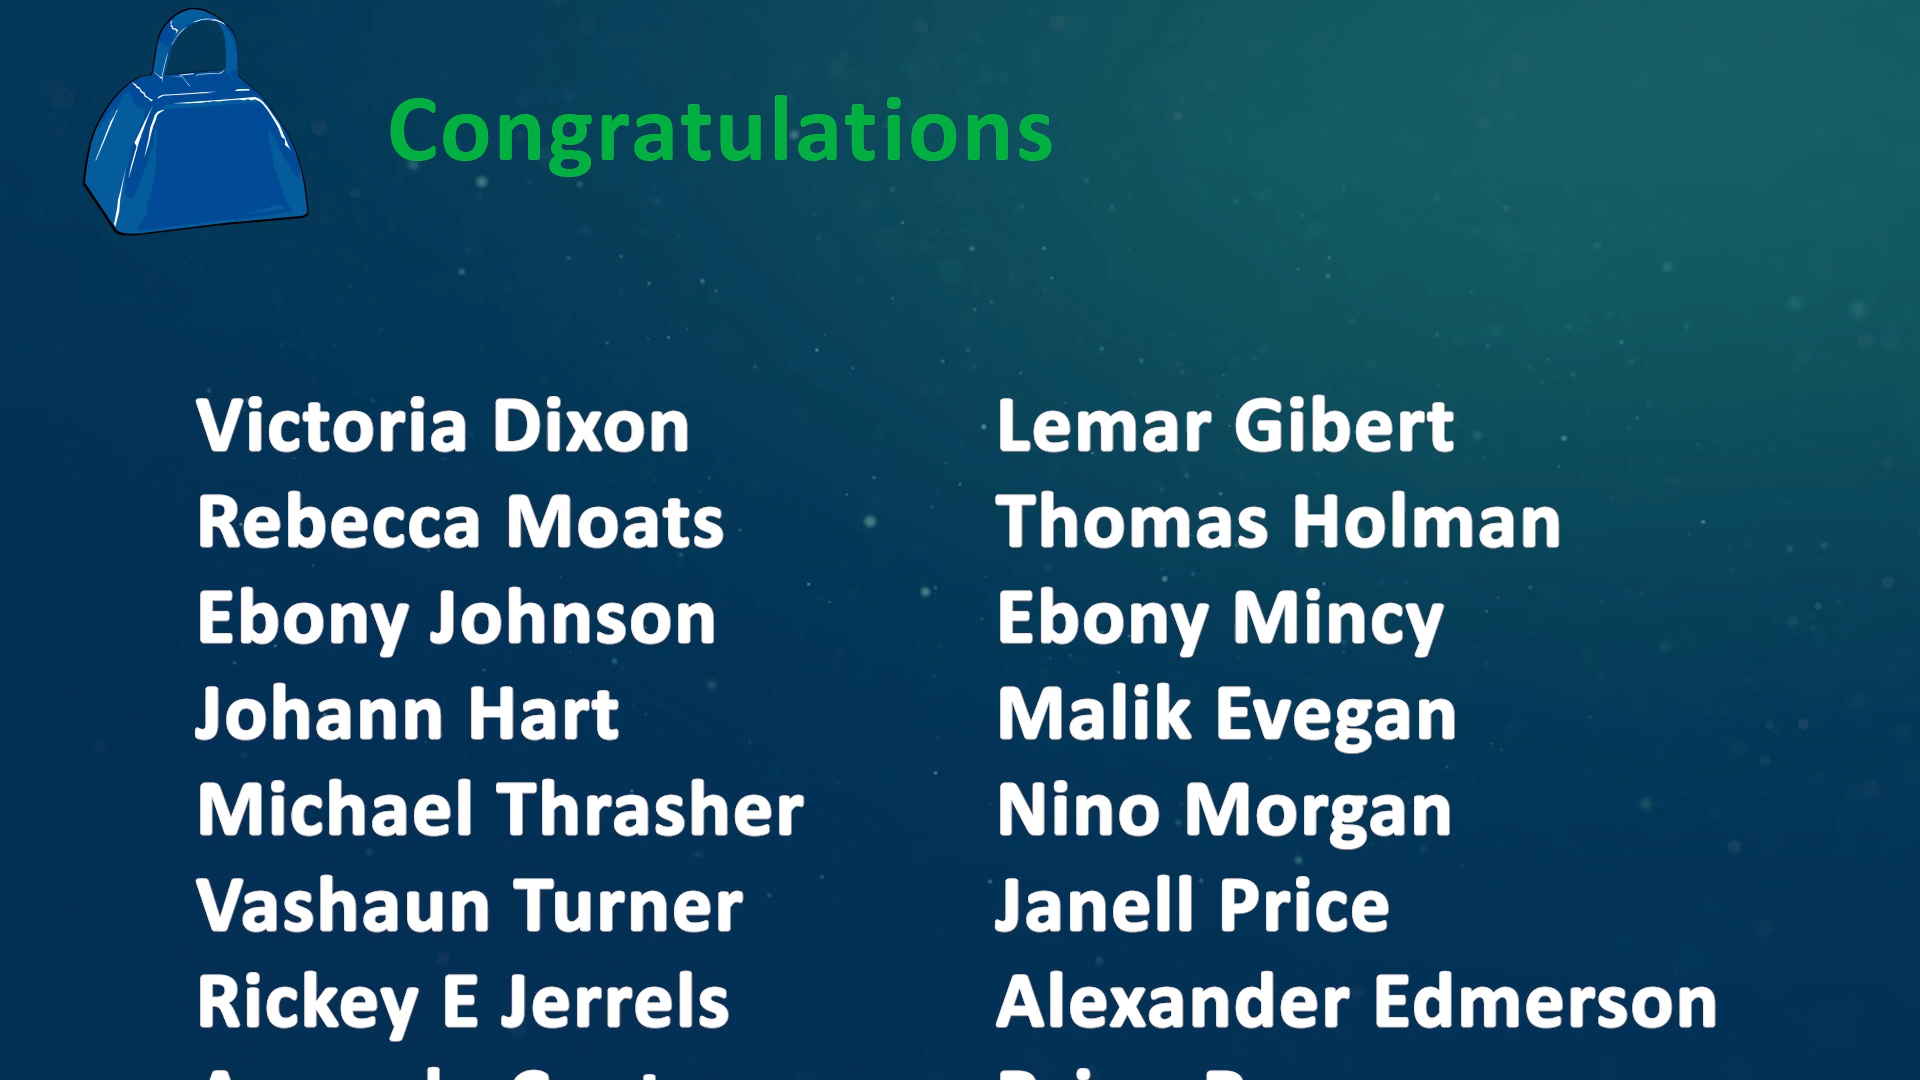 Congratulations
Victoria Dixon
Rebecca Moats
Ebony Johnson
Johann Hart
Michael Thrasher
Vashaun Turner
Rickey E Jerrels
Lemar Gibert
Thomas Holman
Ebony Mincy
Malik Evegan
Nino Morgan
Janell Price
Alexander Edmerson